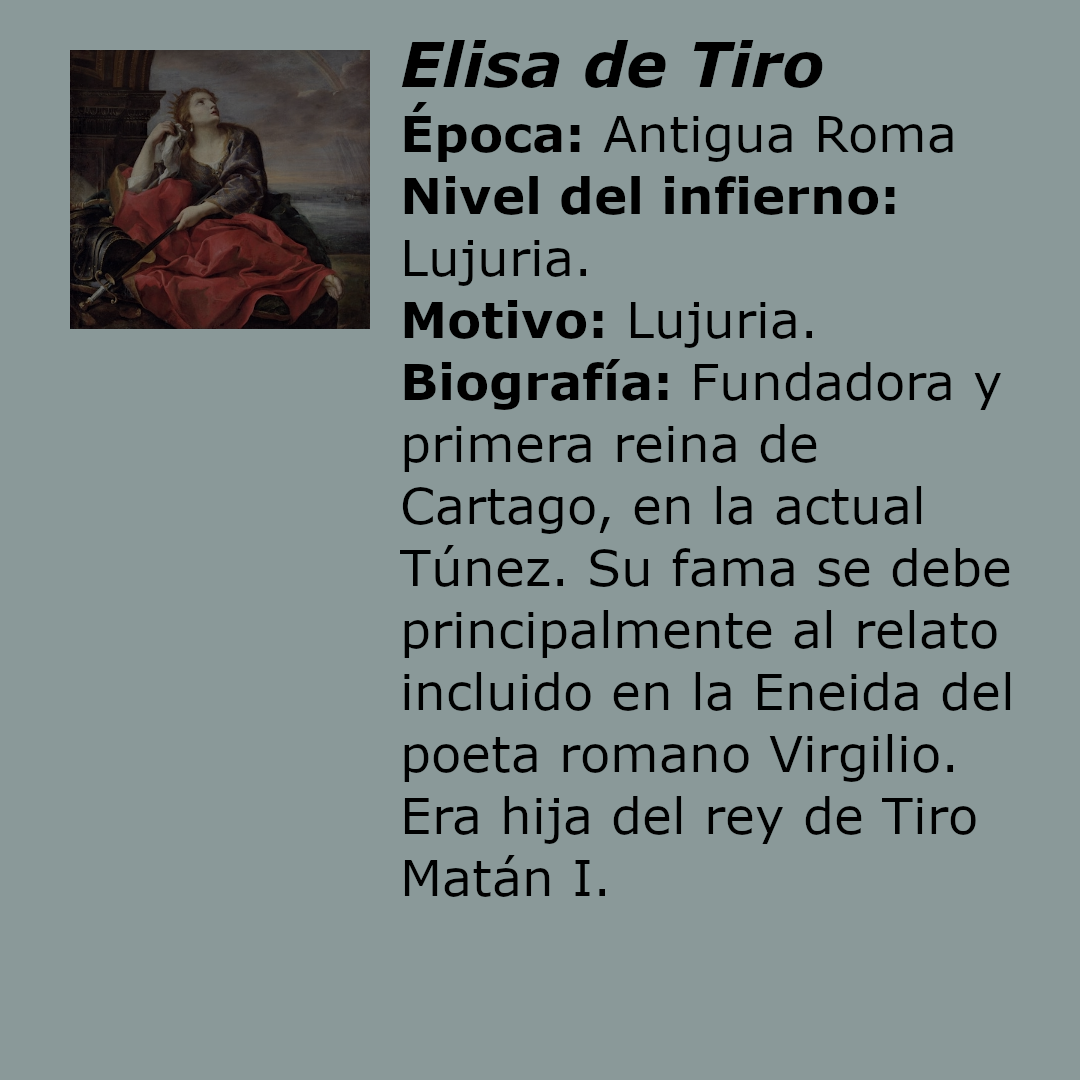 Elisa de Tiro
Época: Antigua Roma
Nivel del infierno:
Lujuria.
Motivo: Lujuria.
Biografía: Fundadora y
primera reina de
Cartago, en la actual
Túnez. Su fama se debe
principalmente al relato
incluido en la Eneida del
poeta romano Virgilio.
Era hija del rey de Tiro
Matán I.